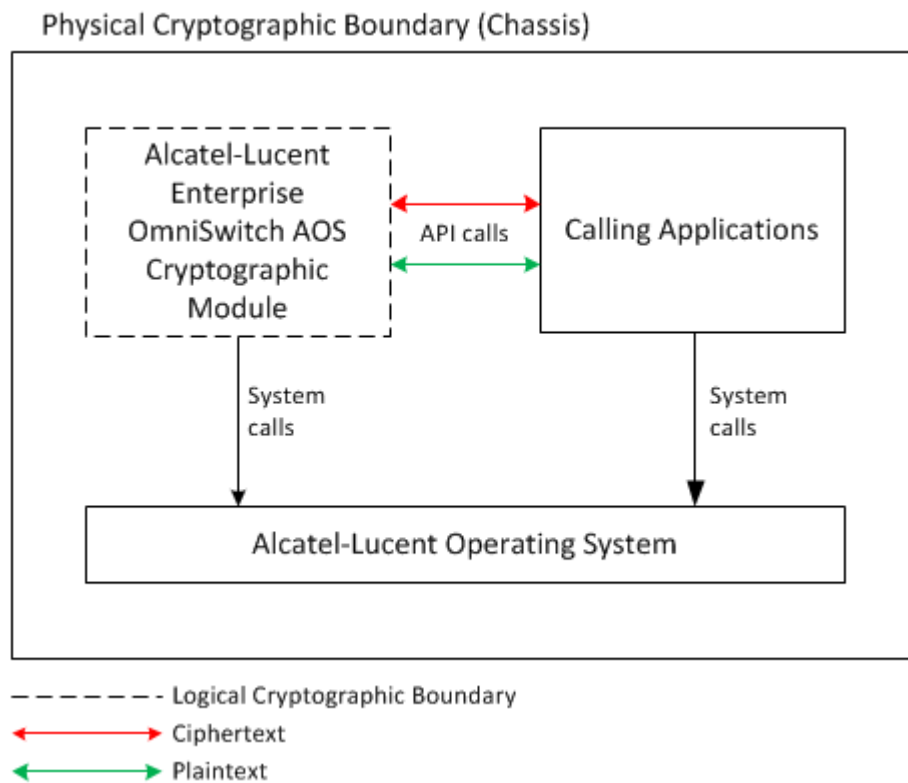 Physical Cryptographic Boundary (Chassis)
Alcatel-Lucent
Enterprise
OmniSwitch AOS
Cryptographic
Module
API calls
Calling Applications
System
calls
System
calls
Alcatel-Lucent Operating System
Logical Cryptographic Boundary
Ciphertext
Plaintext